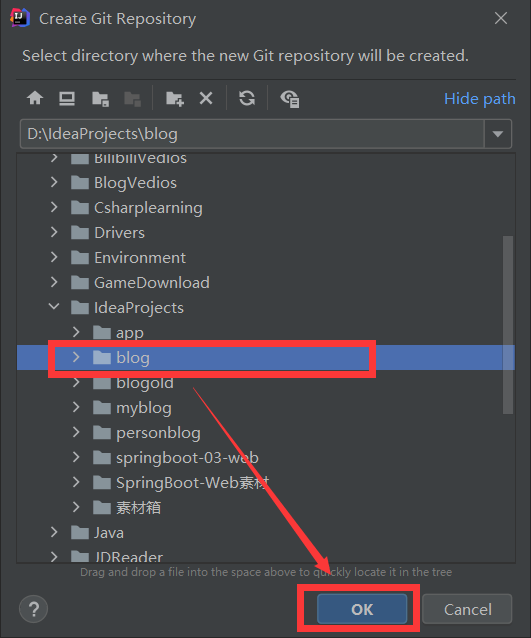 Create Git Repository
Select directory where the new Git repository will be created.
Hide path
D:\IdeaProjects\blog
BilibiliVedios
BlogVedios
Csharplearning
Drivers
Environment
GameDownload
IdeaProjects
app
blog
blogold
myblog
personblog
springboot-03-web
SpringBoot-Web素材
素材箱
Java
JDReader
Drag and drop a file into the space above to quickly locate it in the tree
?
OK
Cancel